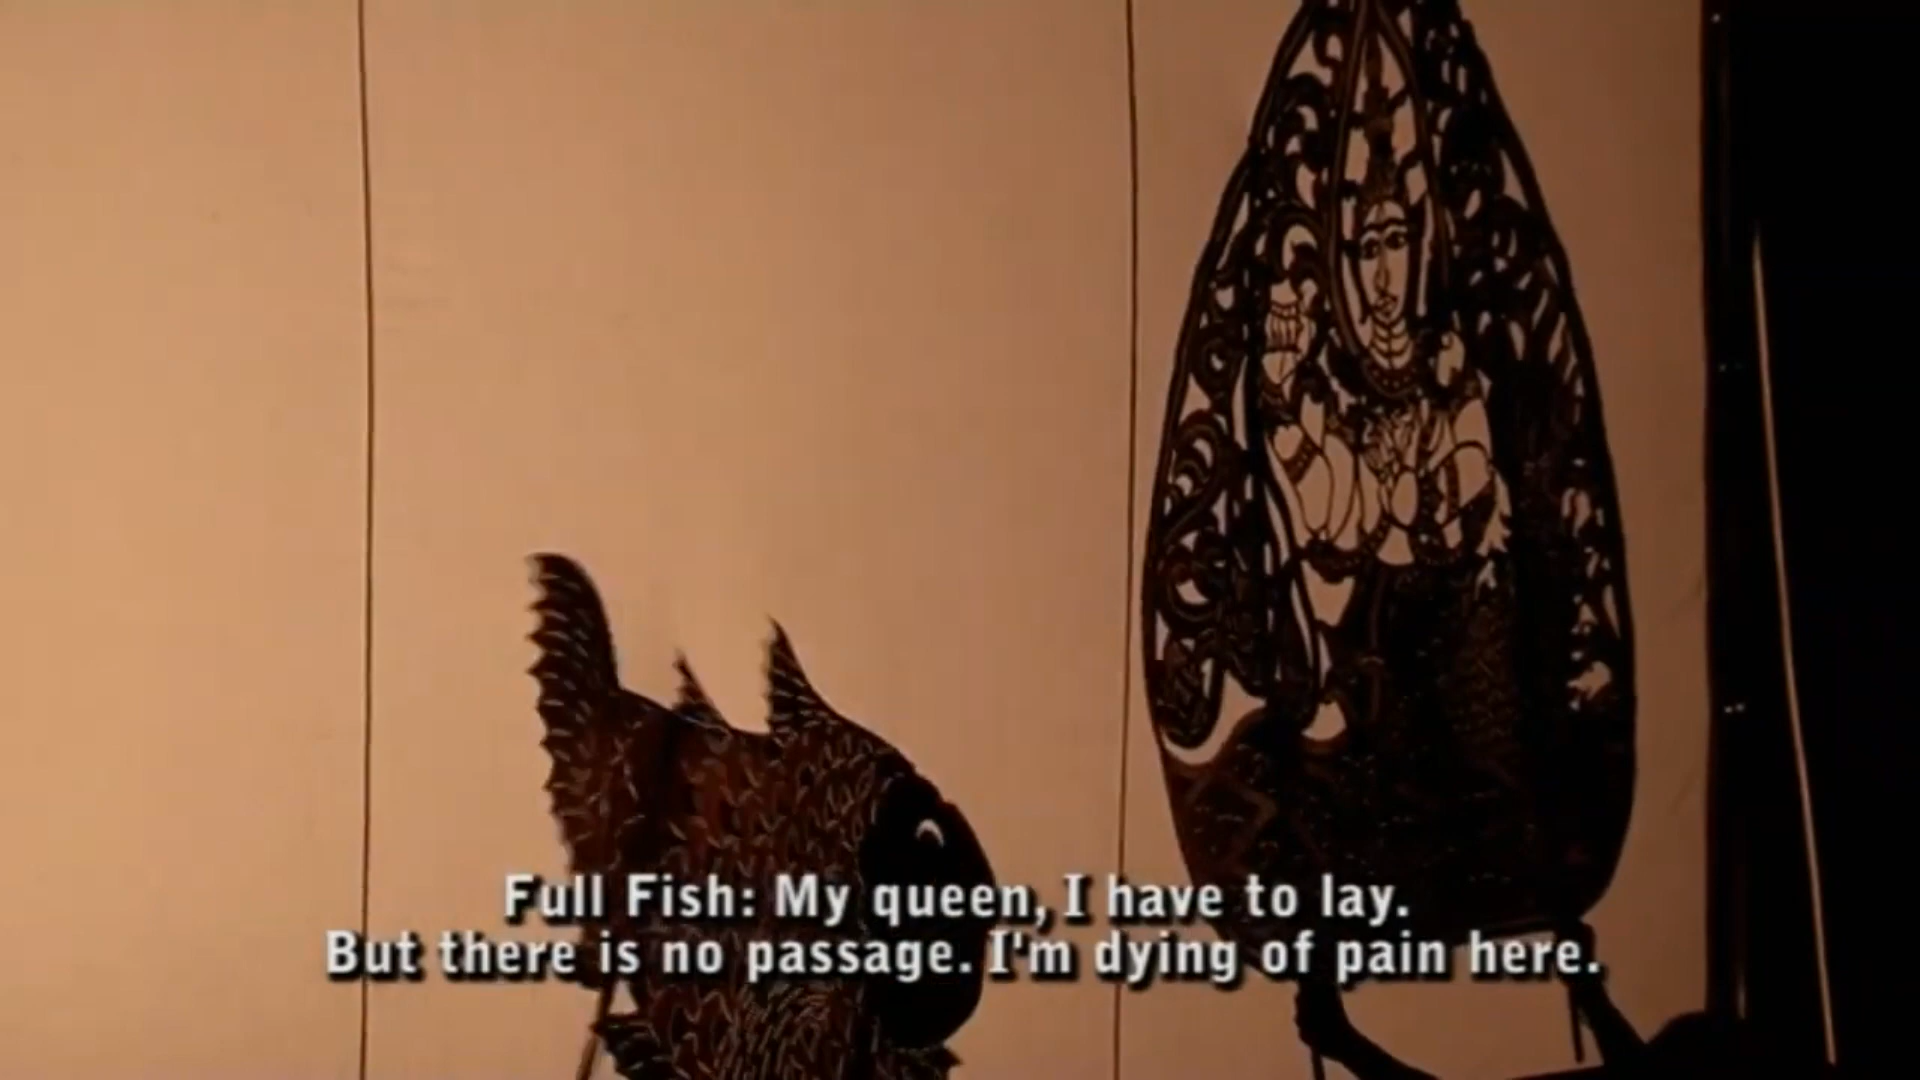 Full Fish: My queen, I have to lay.
But there is no passage. I'm dying of pain here.